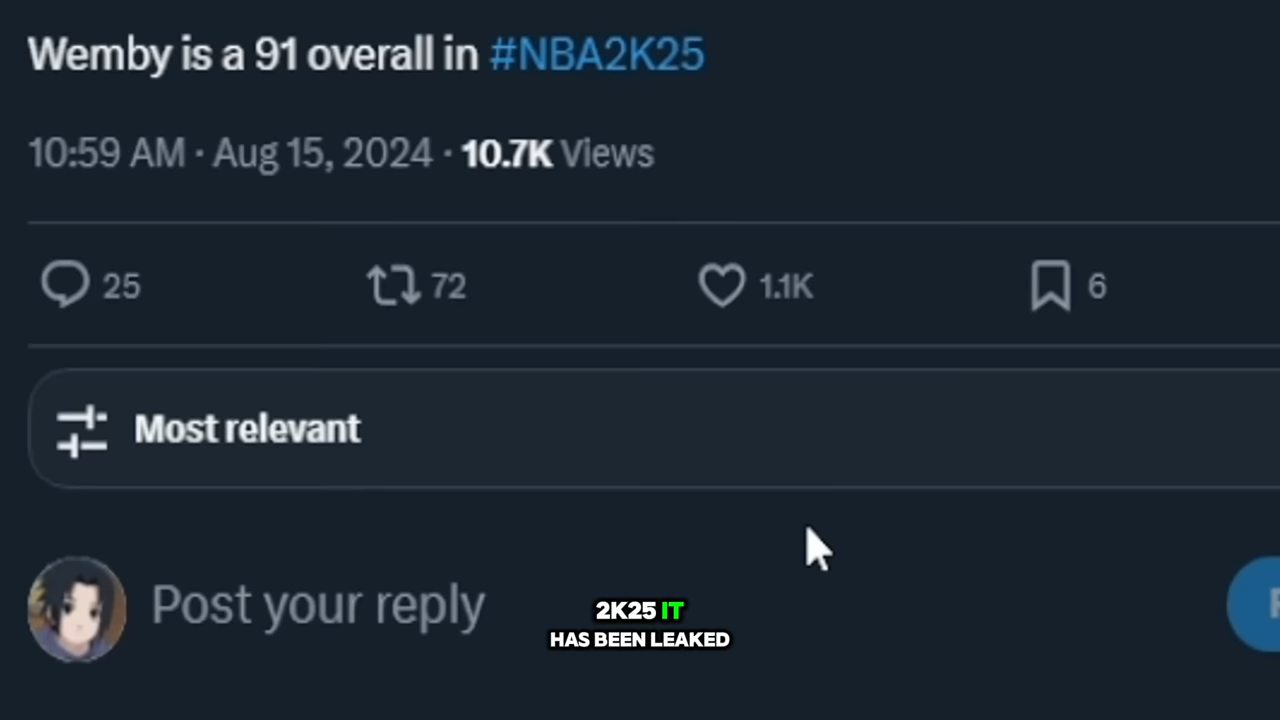 Wemby is a 91 overall in #NBA2K25
10:59 AM · Aug 15, 2024 · 10.7K Views
25 72 1.1K 6
Most relevant
Post your reply
2K25 IT
HAS BEEN LEAKED